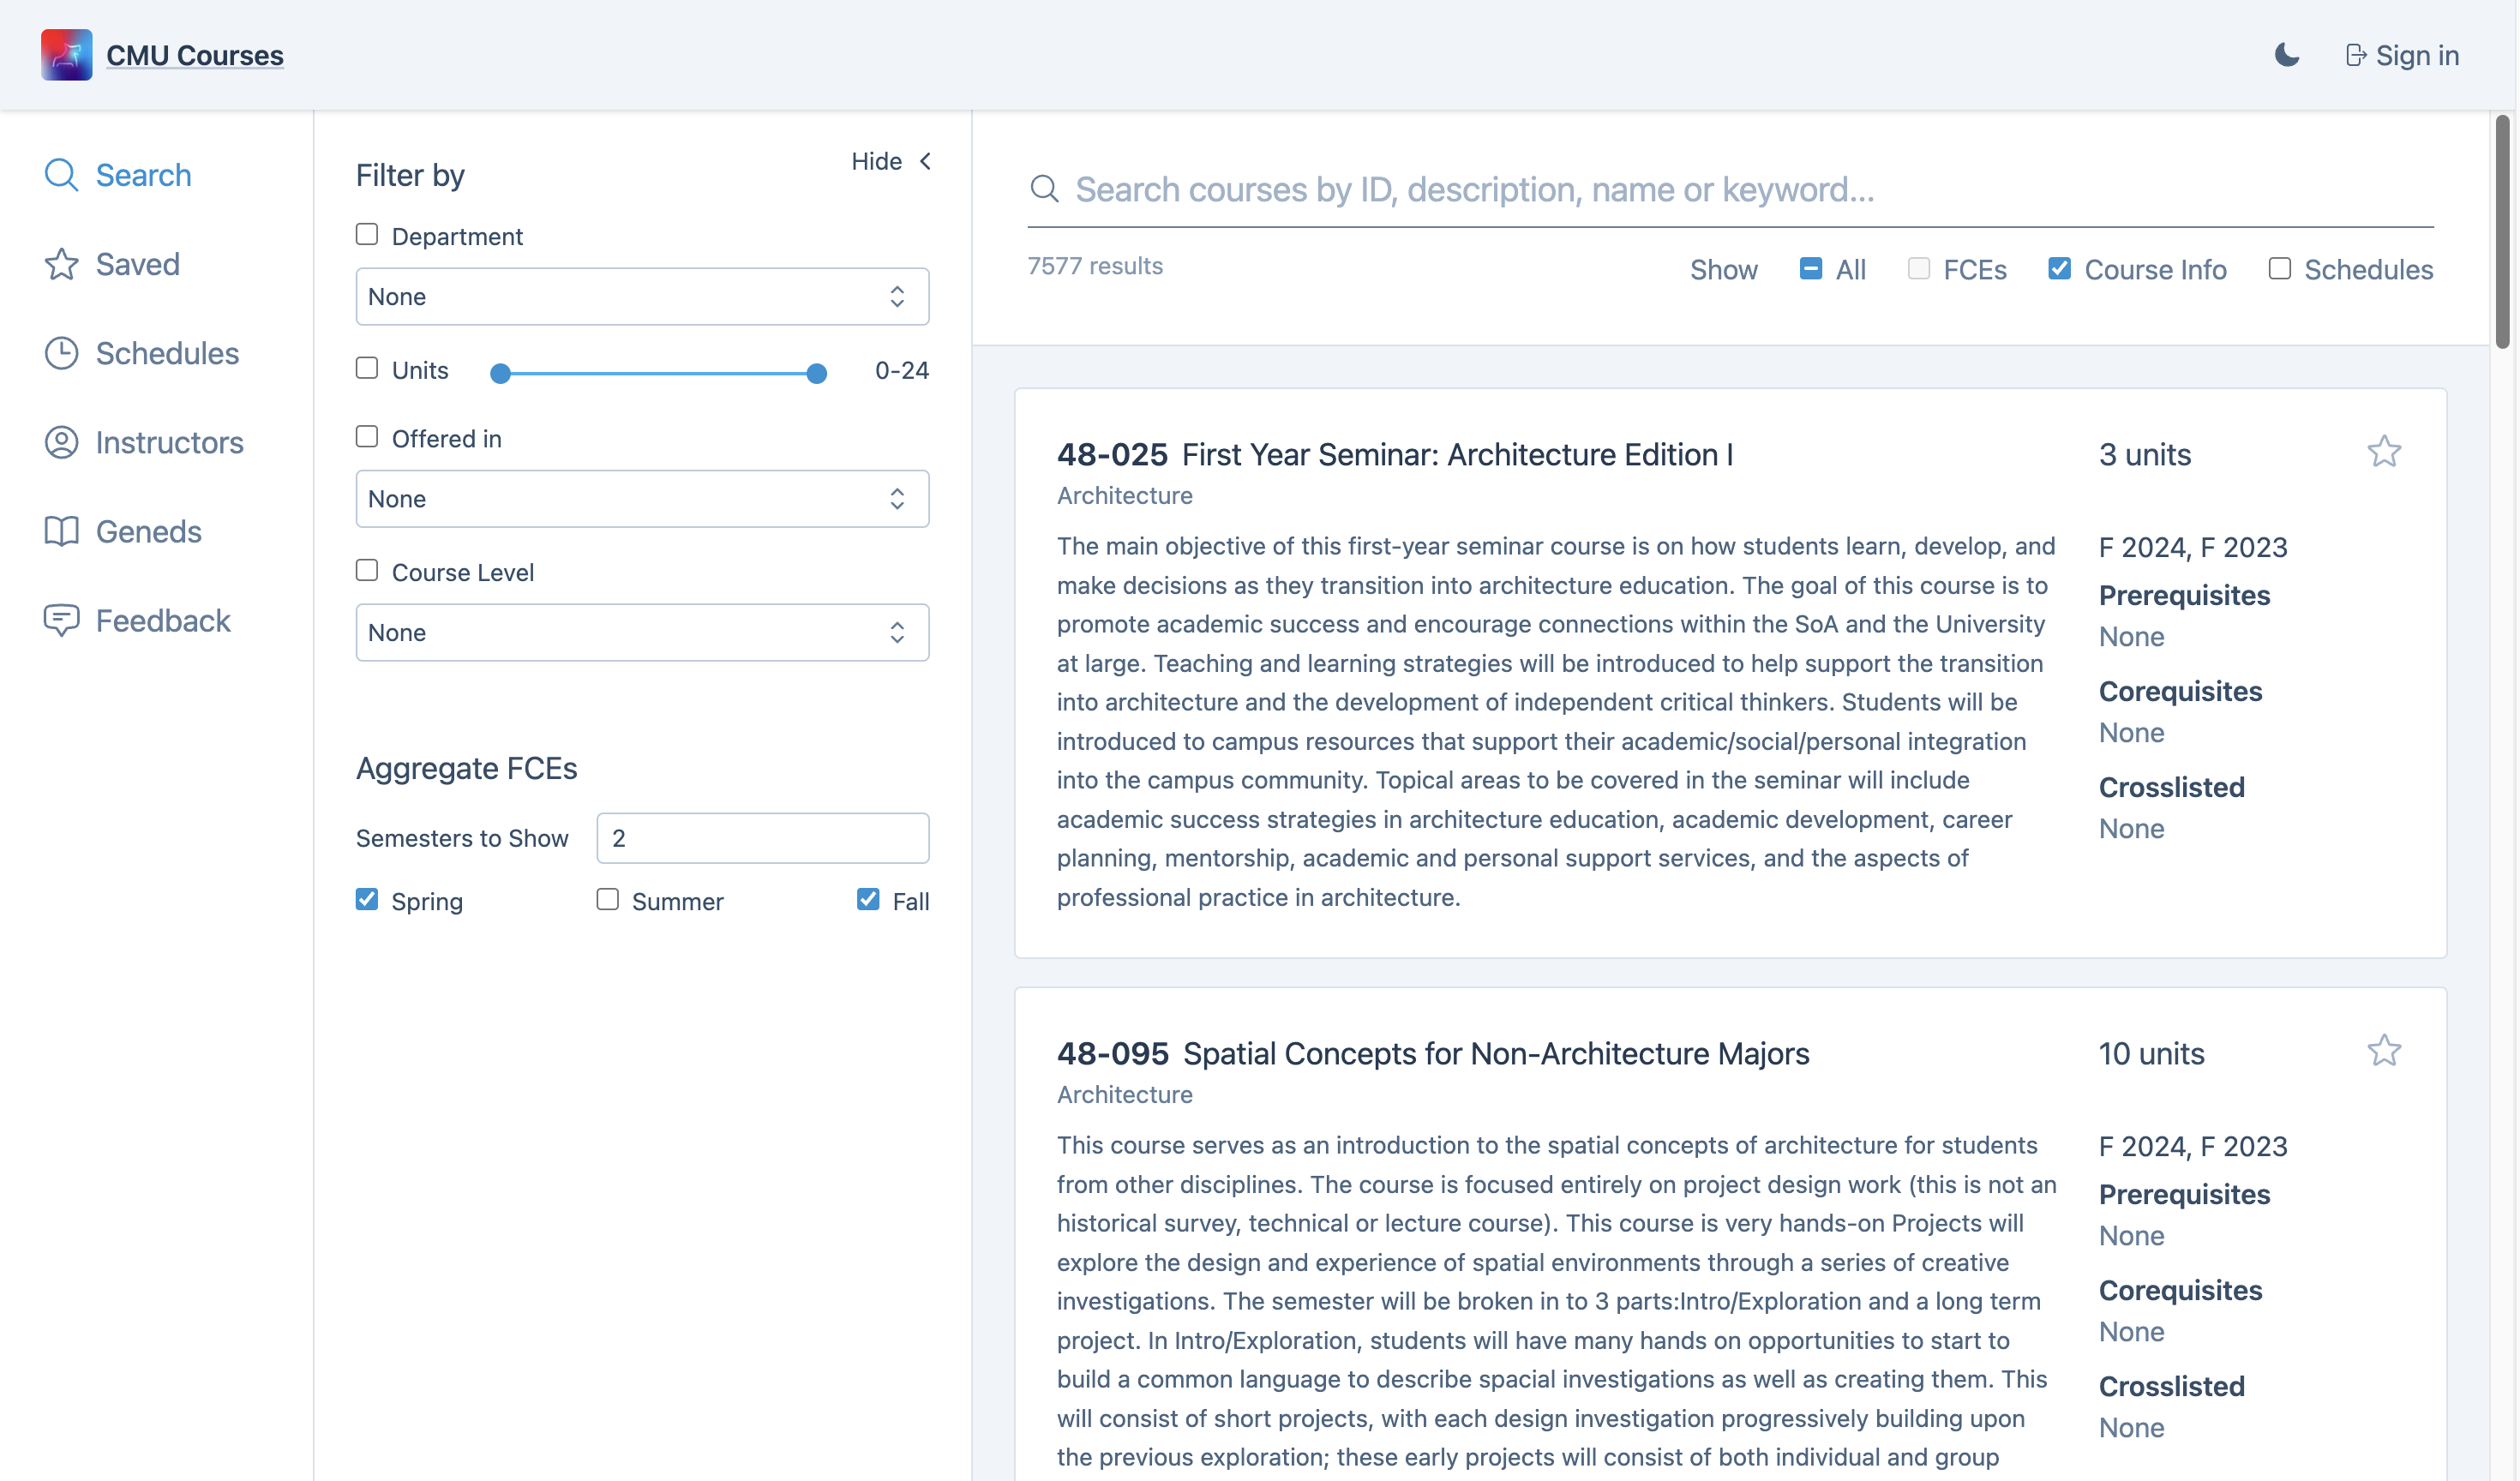 CMU Courses
Sign in
Search
Saved
Schedules
Instructors
Geneds
Feedback
Filter by
Hide
Department
None
Units
0-24
Offered in
None
Course Level
None
Aggregate FCEs
Semesters to Show
2
Spring
Summer
Fall
Search courses by ID, description, name or keyword...
7577 results
Show All FCEs Course Info Schedules
48-025 First Year Seminar: Architecture Edition I
Architecture
The main objective of this first-year seminar course is on how students learn, develop, and
make decisions as they transition into architecture education. The goal of this course is to
promote academic success and encourage connections within the SoA and the University
at large. Teaching and learning strategies will be introduced to help support the transition
into architecture and the development of independent critical thinkers. Students will be
introduced to campus resources that support their academic/social/personal integration
into the campus community. Topical areas to be covered in the seminar will include
academic success strategies in architecture education, academic development, career
planning, mentorship, academic and personal support services, and the aspects of
professional practice in architecture.
3 units
F 2024, F 2023
Prerequisites
None
Corequisites
None
Crosslisted
None
48-095 Spatial Concepts for Non-Architecture Majors
Architecture
This course serves as an introduction to the spatial concepts of architecture for students
from other disciplines. The course is focused entirely on project design work (this is not an
historical survey, technical or lecture course). This course is very hands-on Projects will
explore the design and experience of spatial environments through a series of creative
investigations. The semester will be broken in to 3 parts:Intro/Exploration and a long term
project. In Intro/Exploration, students will have many hands on opportunities to start to
build a common language to describe spacial investigations as well as creating them. This
will consist of short projects, with each design investigation progressively building upon
the previous exploration; these early projects will consist of both individual and group
10 units
F 2024, F 2023
Prerequisites
None
Corequisites
None
Crosslisted
None